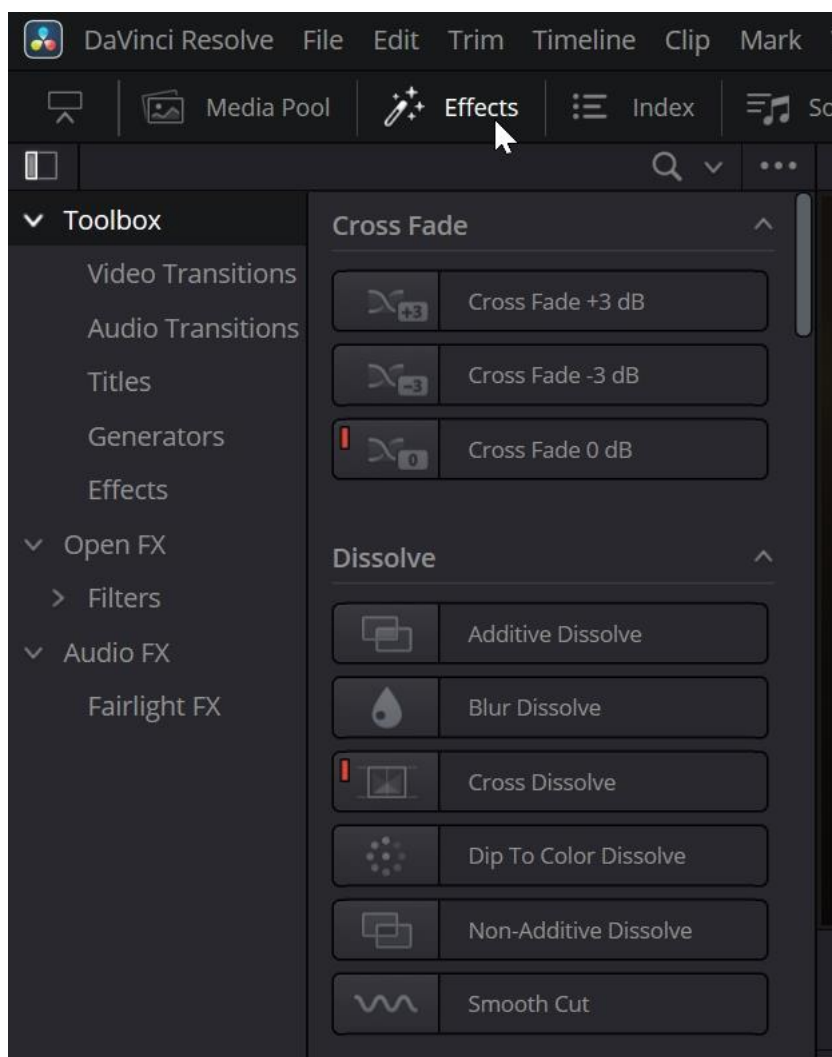 DaVinci Resolve File Edit Trim Timeline Clip Mark
Media Pool Effects Index
Toolbox
Video Transitions
Audio Transitions
Titles
Generators
Effects
Open FX
Filters
Audio FX
Fairlight FX
Cross Fade
+3 Cross Fade +3 dB
-3 Cross Fade -3 dB
0 Cross Fade 0 dB
Dissolve
Additive Dissolve
Blur Dissolve
Cross Dissolve
Dip To Color Dissolve
Non-Additive Dissolve
Smooth Cut